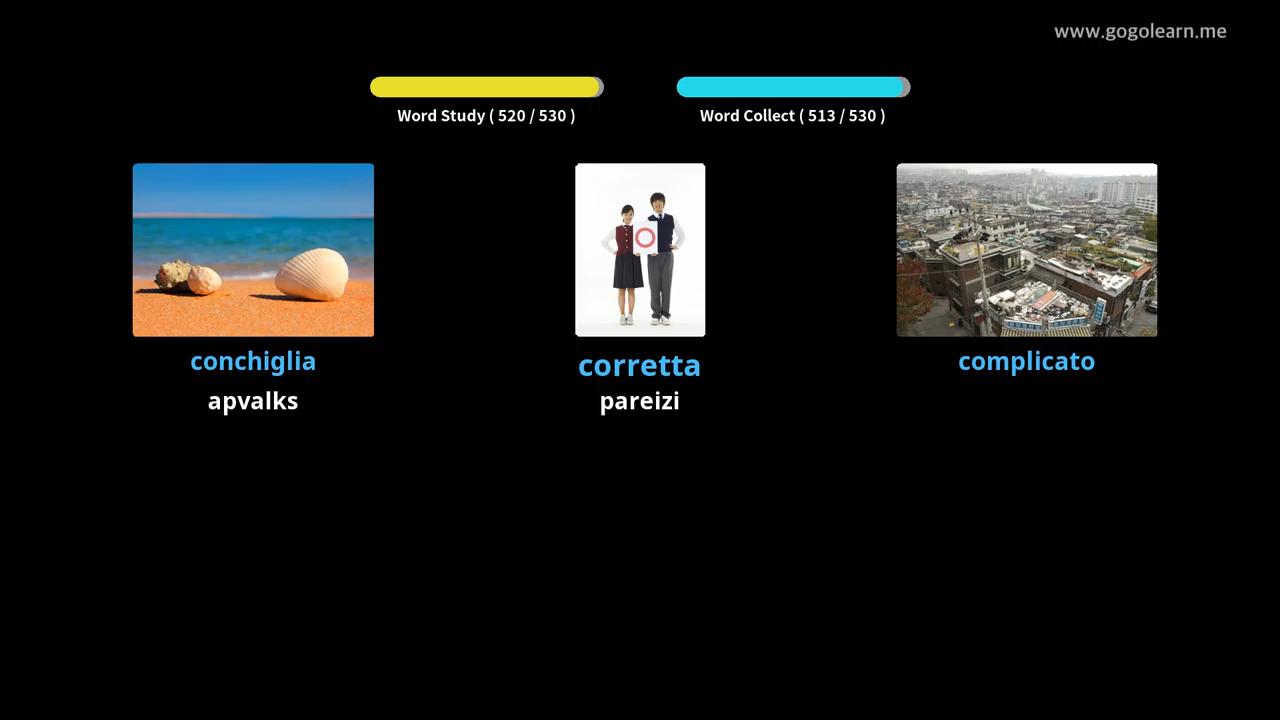 www.gogolearn.me
Word Study ( 520 / 530 )
Word Collect ( 513 / 530 )
conchiglia
apvalks
corretta
pareizi
complicato